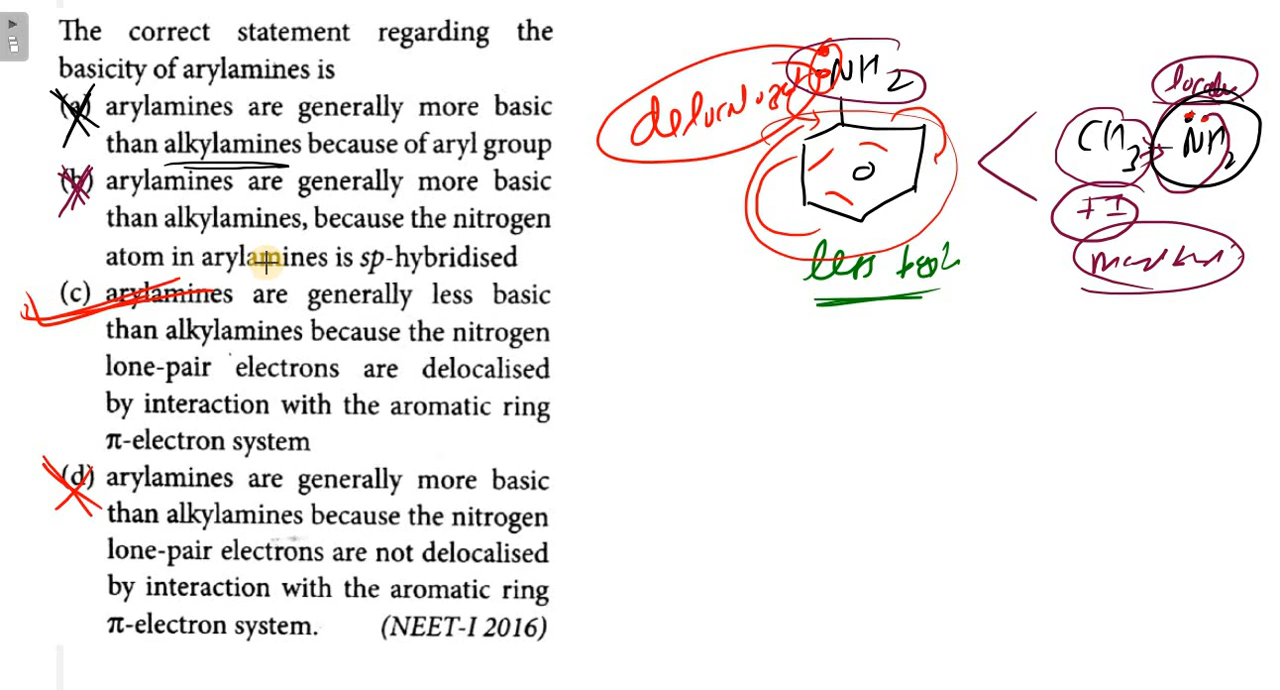 The correct statement regarding the
basicity of arylamines is
(a) arylamines are generally more basic
than alkylamines because of aryl group
(b) arylamines are generally more basic
than alkylamines, because the nitrogen
atom in arylamines is sp-hybridised
(c) arylamines are generally less basic
than alkylamines because the nitrogen
lone-pair electrons are delocalised
by interaction with the aromatic ring
π-electron system
(d) arylamines are generally more basic
than alkylamines because the nitrogen
lone-pair electrons are not delocalised
by interaction with the aromatic ring
π-electron system. (NEET-I 2016)
NH2
less
<
CH3 NH2
+I